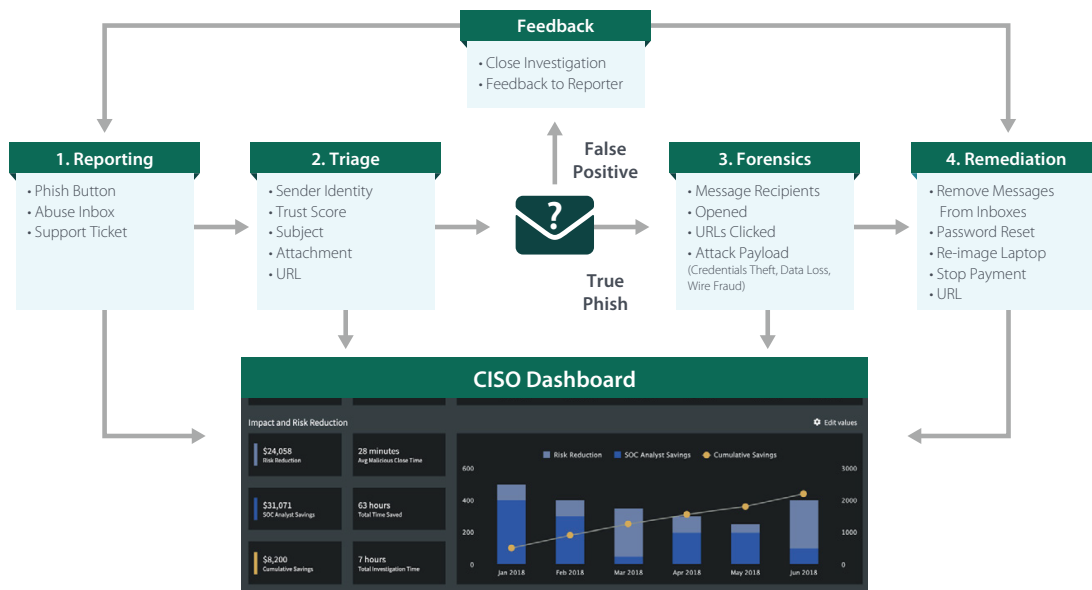 Feedback
• Close Investigation
• Feedback to Reporter
1. Reporting
• Phish Button
• Abuse Inbox
• Support Ticket
2. Triage
• Sender Identity
• Trust Score
• Subject
• Attachment
• URL
?
False
Positive
True
Phish
3. Forensics
• Message Recipients
• Opened
• URLs Clicked
• Attack Payload
(Credentials Theft, Data Loss,
Wire Fraud)
4. Remediation
• Remove Messages
From Inboxes
• Password Reset
• Re-image Laptop
• Stop Payment
• URL
CISO Dashboard
Impact and Risk Reduction
Edit values
$24,058
Risk Reduction
28 minutes
Avg Malicious Close Time
$31,071
SOC Analyst Savings
63 hours
Total Time Saved
$8,200
Cumulative Savings
7 hours
Total Investigation Time
Risk Reduction SOC Analyst Savings Cumulative Savings
600 3000
400 2000
200 1000
0 0
Jan 2018 Feb 2018 Mar 2018 Apr 2018 May 2018 Jun 2018